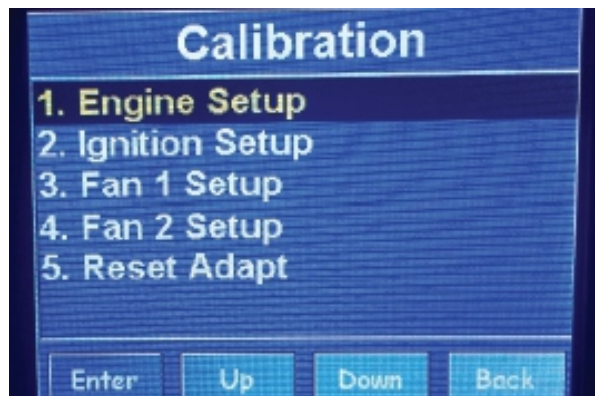 Calibration
1. Engine Setup
2. Ignition Setup
3. Fan 1 Setup
4. Fan 2 Setup
5. Reset Adapt
Enter Up Down Back